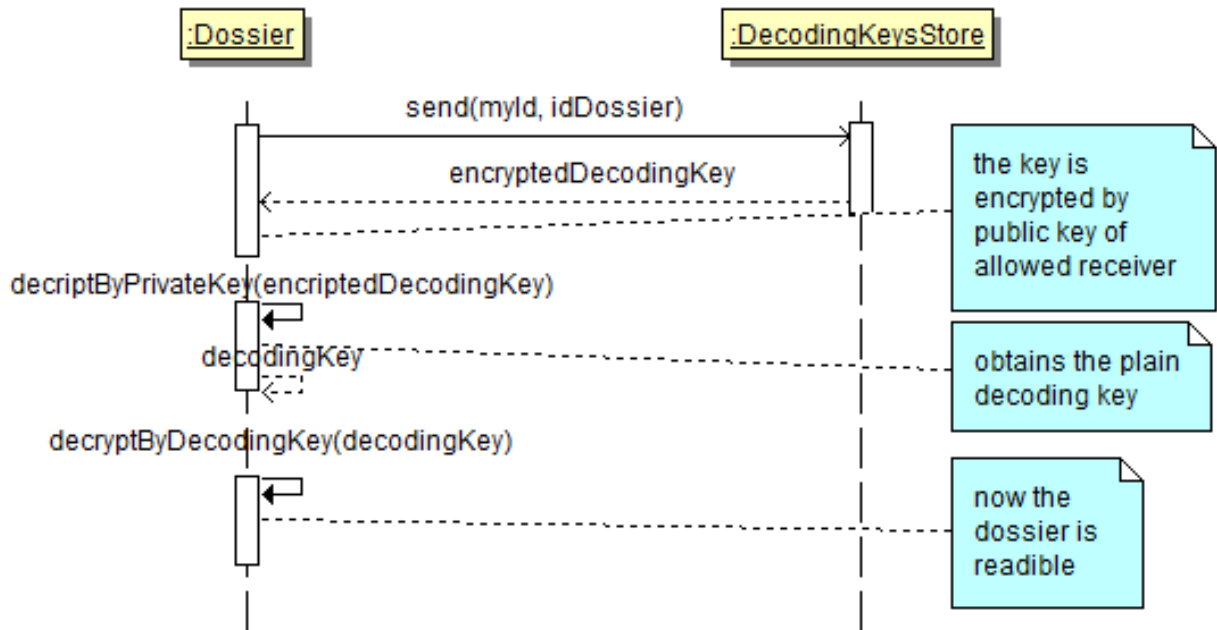 :Dossier
:DecodingKeysStore
send(myId, idDossier)
encryptedDecodingKey
the key is
encrypted by
public key of
allowed receiver
decriptByPrivateKey(encriptedDecodingKey)
decodingKey
obtains the plain
decoding key
decryptByDecodingKey(decodingKey)
now the
dossier is
readible